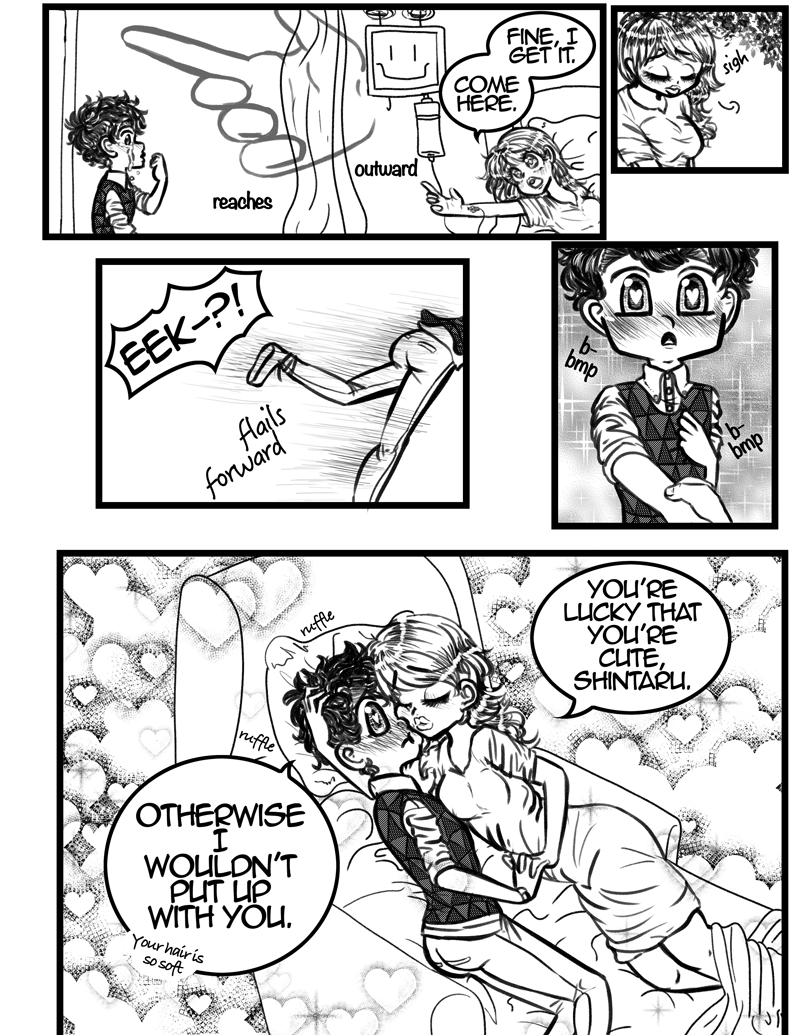 FINE, I
GET IT.
COME
HERE.
reaches
outward
sigh
EEK-?!
flails
forward
b-
bmp
b-
bmp
ruffle
YOU'RE
LUCKY THAT
YOU'RE
CUTE,
SHINTARU.
ruffle
OTHERWISE
I
WOULDN'T
PUT UP
WITH YOU.
Your hair is
so soft